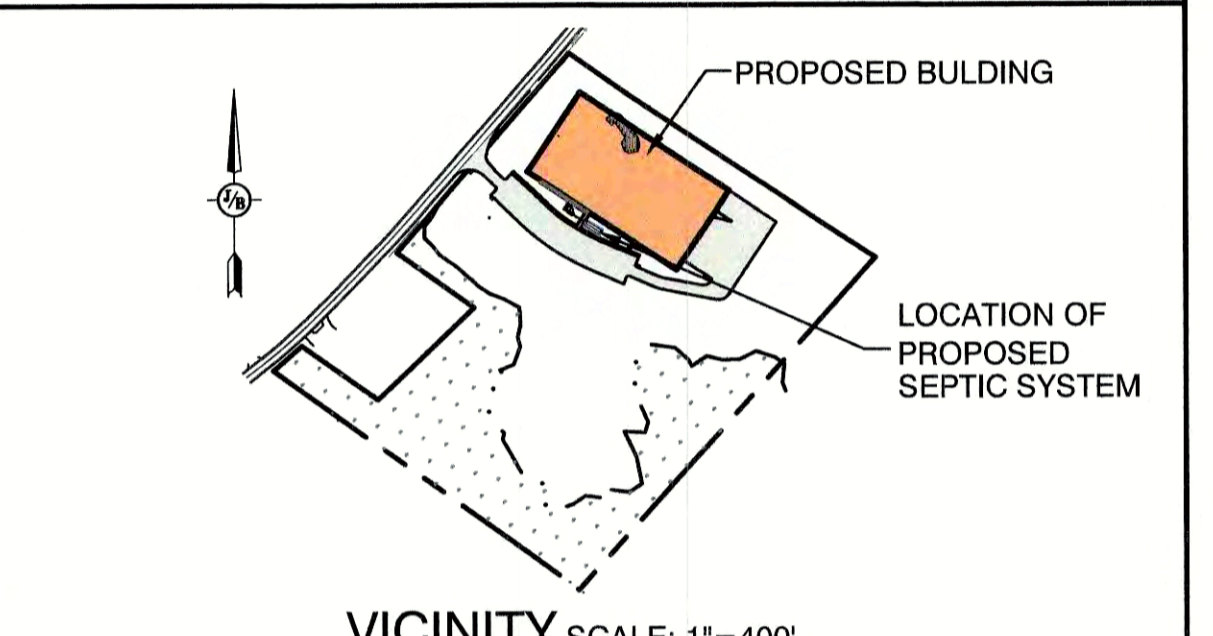 PROPOSED BULDING
J/B
LOCATION OF
PROPOSED
SEPTIC SYSTEM
VICINITY SCALE: 1"=400'